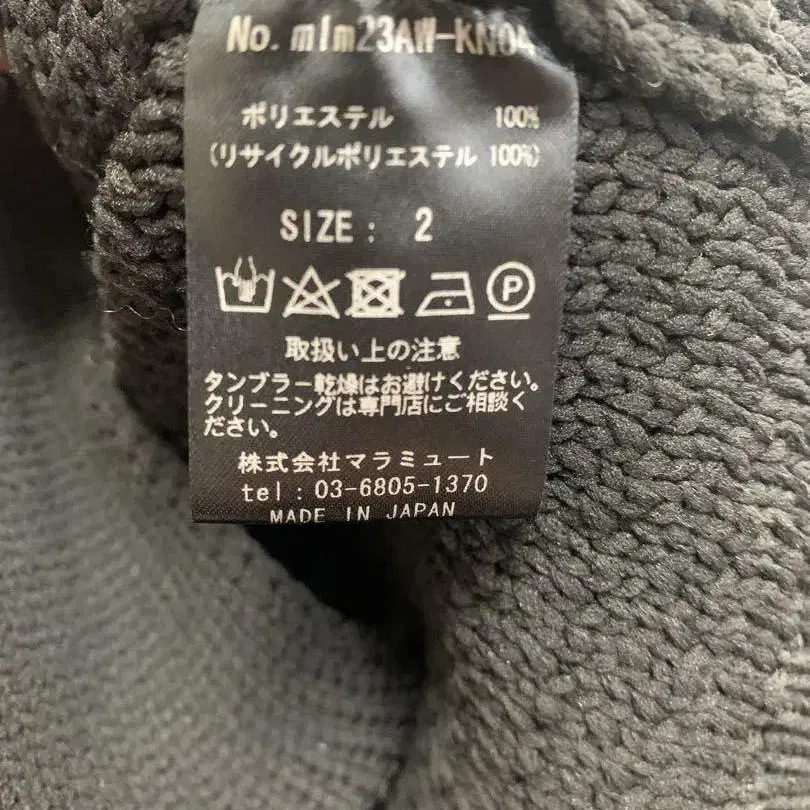 No. mlm23AW-KN04
ポリエステル 100%
(リサイクルポリエステル 100%)
SIZE: 2
P
取扱い上の注意
タンブラー乾燥はお避けください。
クリーニングは専門店にご相談く
ださい。
株式会社マラミュート
tel:03-6805-1370
MADE IN JAPAN